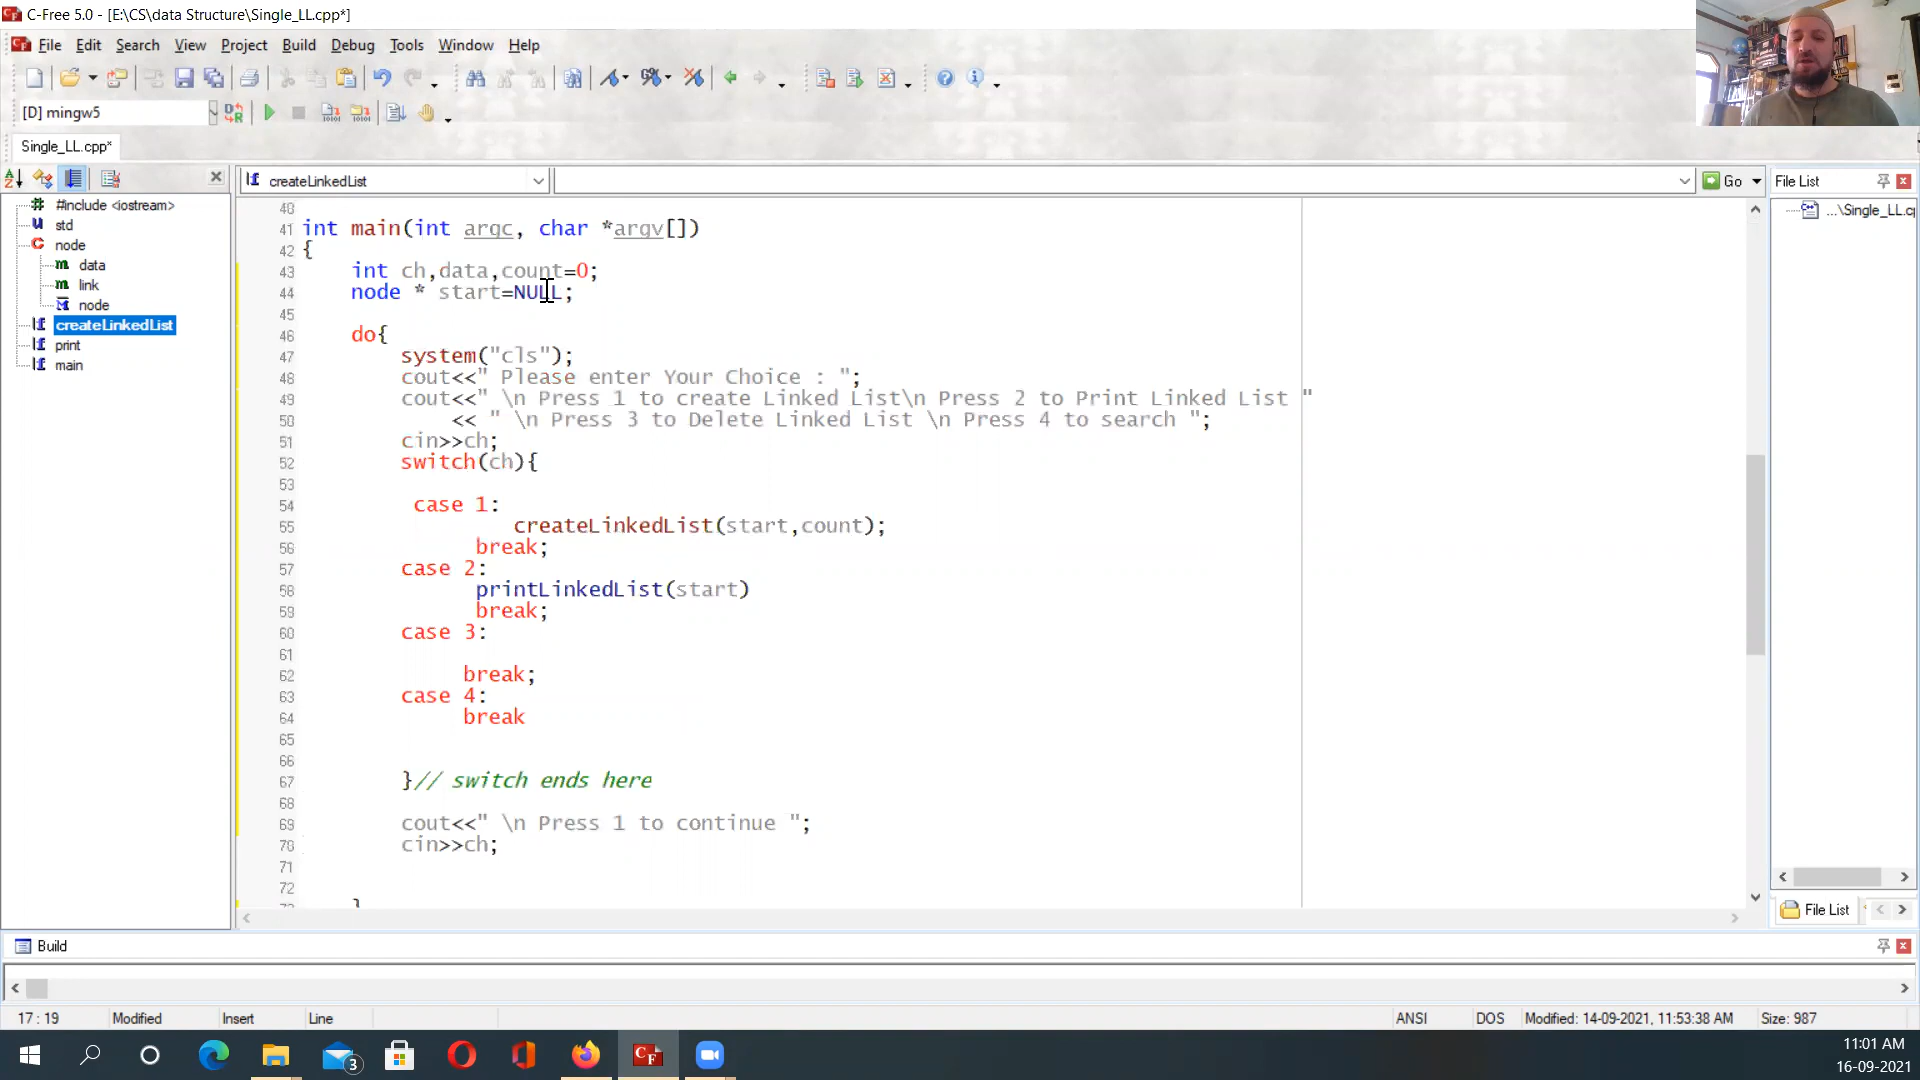 C-Free 5.0 - [E:\CS\data Structure\Single_LL.cpp*]
File Edit Search View Project Build Debug Tools Window Help
[D] mingw5
Single_LL.cpp*
createLinkedList
Go
File List
#include <iostream>
std
node
data
link
node
createLinkedList
print
main
...\Single_LL.cp
40
41 int main(int argc, char *argv[])
42 {
43 int ch,data,count=0;
44 node * start=NULL;
45
46 do{
47 system("cls");
48 cout<<" Please enter Your Choice : ";
49 cout<<" \n Press 1 to create Linked List\n Press 2 to Print Linked List "
50 << " \n Press 3 to Delete Linked List \n Press 4 to search ";
51 cin>>ch;
52 switch(ch){
53
54 case 1:
55 createLinkedList(start,count);
56 break;
57 case 2:
58 printLinkedList(start)
59 break;
60 case 3:
61
62 break;
63 case 4:
64 break
65
66
67 }// switch ends here
68
69 cout<<" \n Press 1 to continue ";
70 cin>>ch;
71
72
73 }
File List
Build
17 : 19 Modified Insert Line ANSI DOS Modified: 14-09-2021, 11:53:38 AM Size: 987
3
CF
11:01 AM
16-09-2021